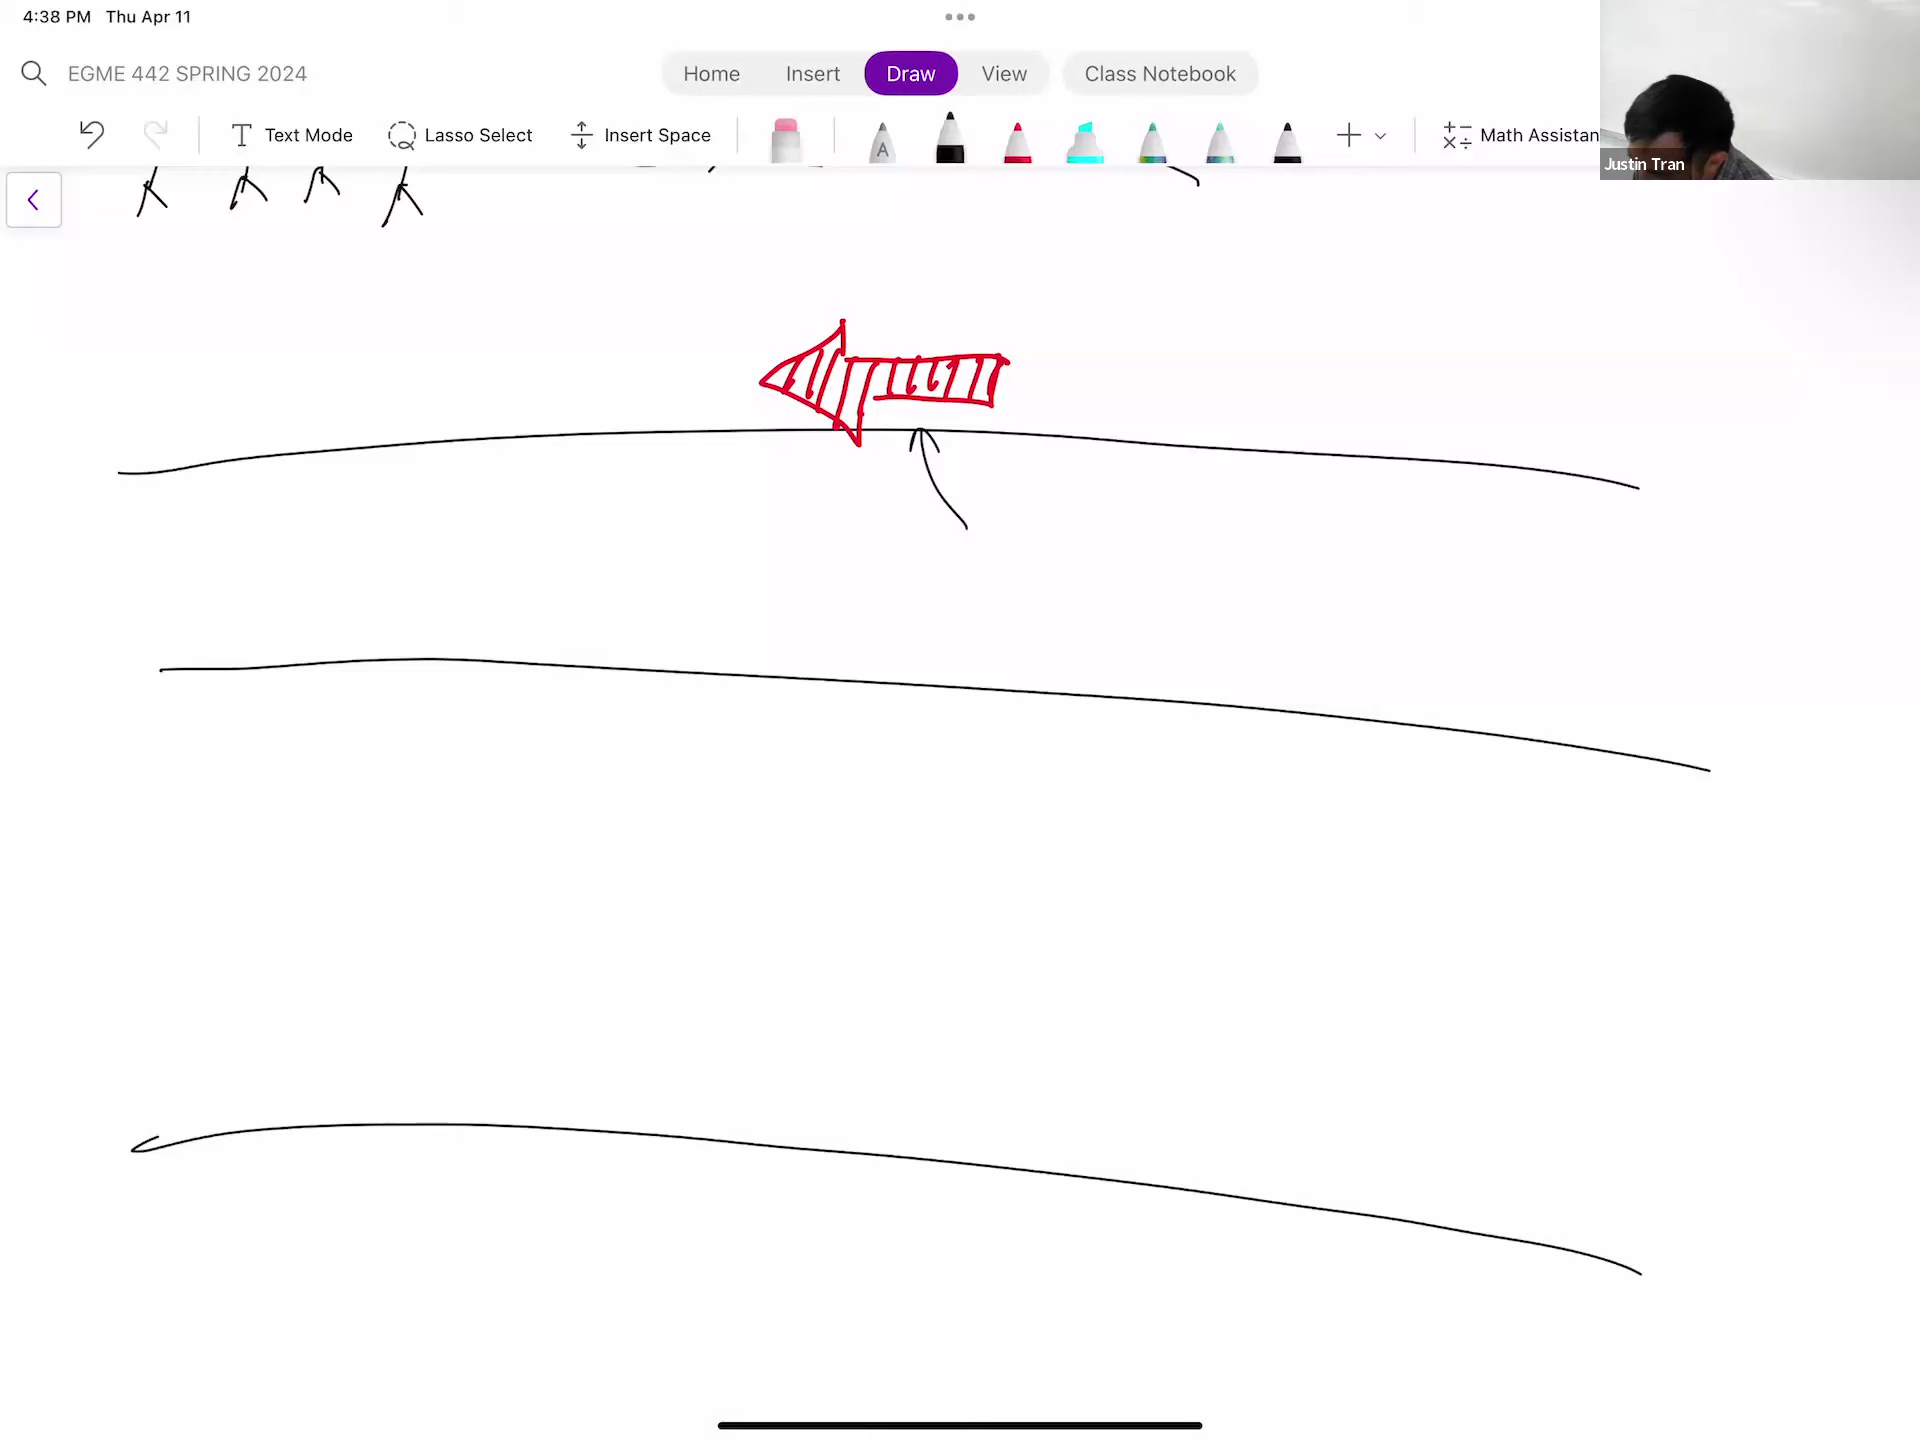 4:38 PM Thu Apr 11
EGME 442 SPRING 2024
Home Insert Draw View Class Notebook
Text Mode Lasso Select Insert Space A Math Assistan
Justin Tran